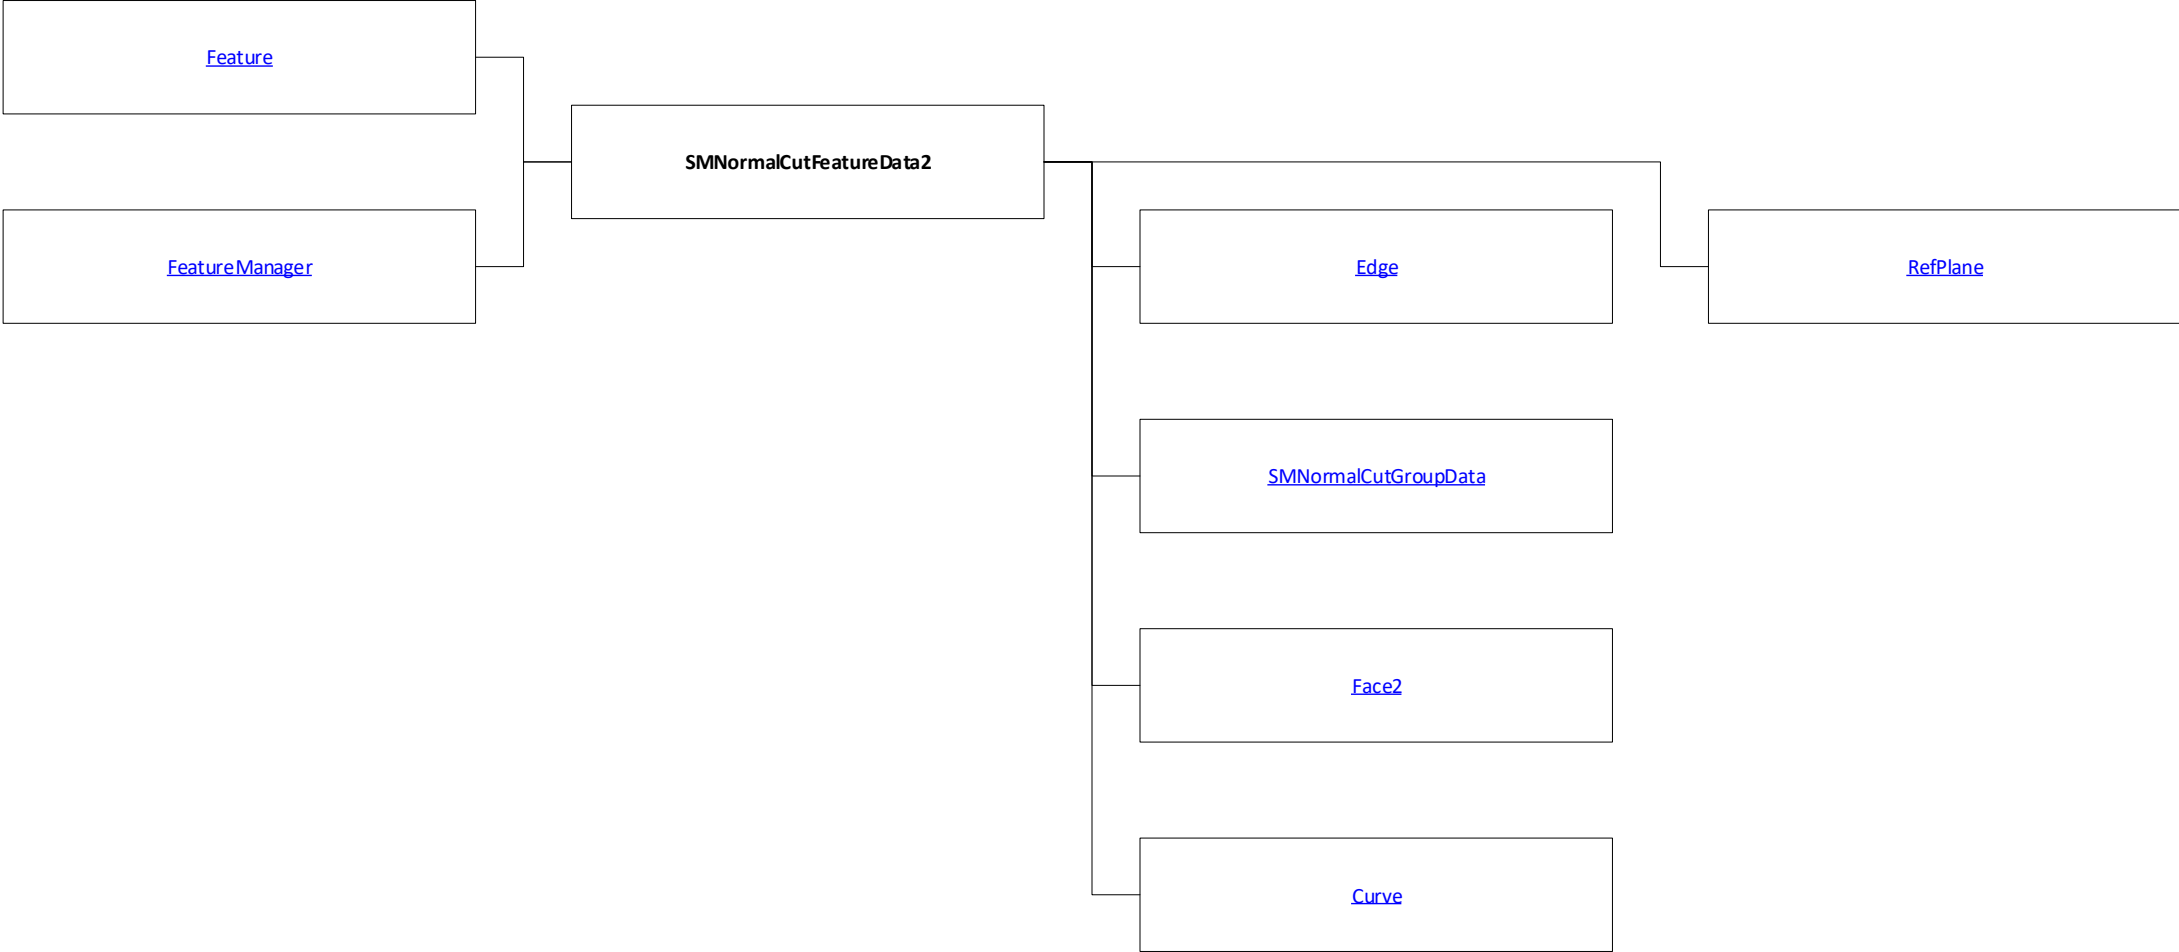 Feature
SMNormalCutFeatureData2
FeatureManager
Edge
RefPlane
SMNormalCutGroupData
Face2
Curve